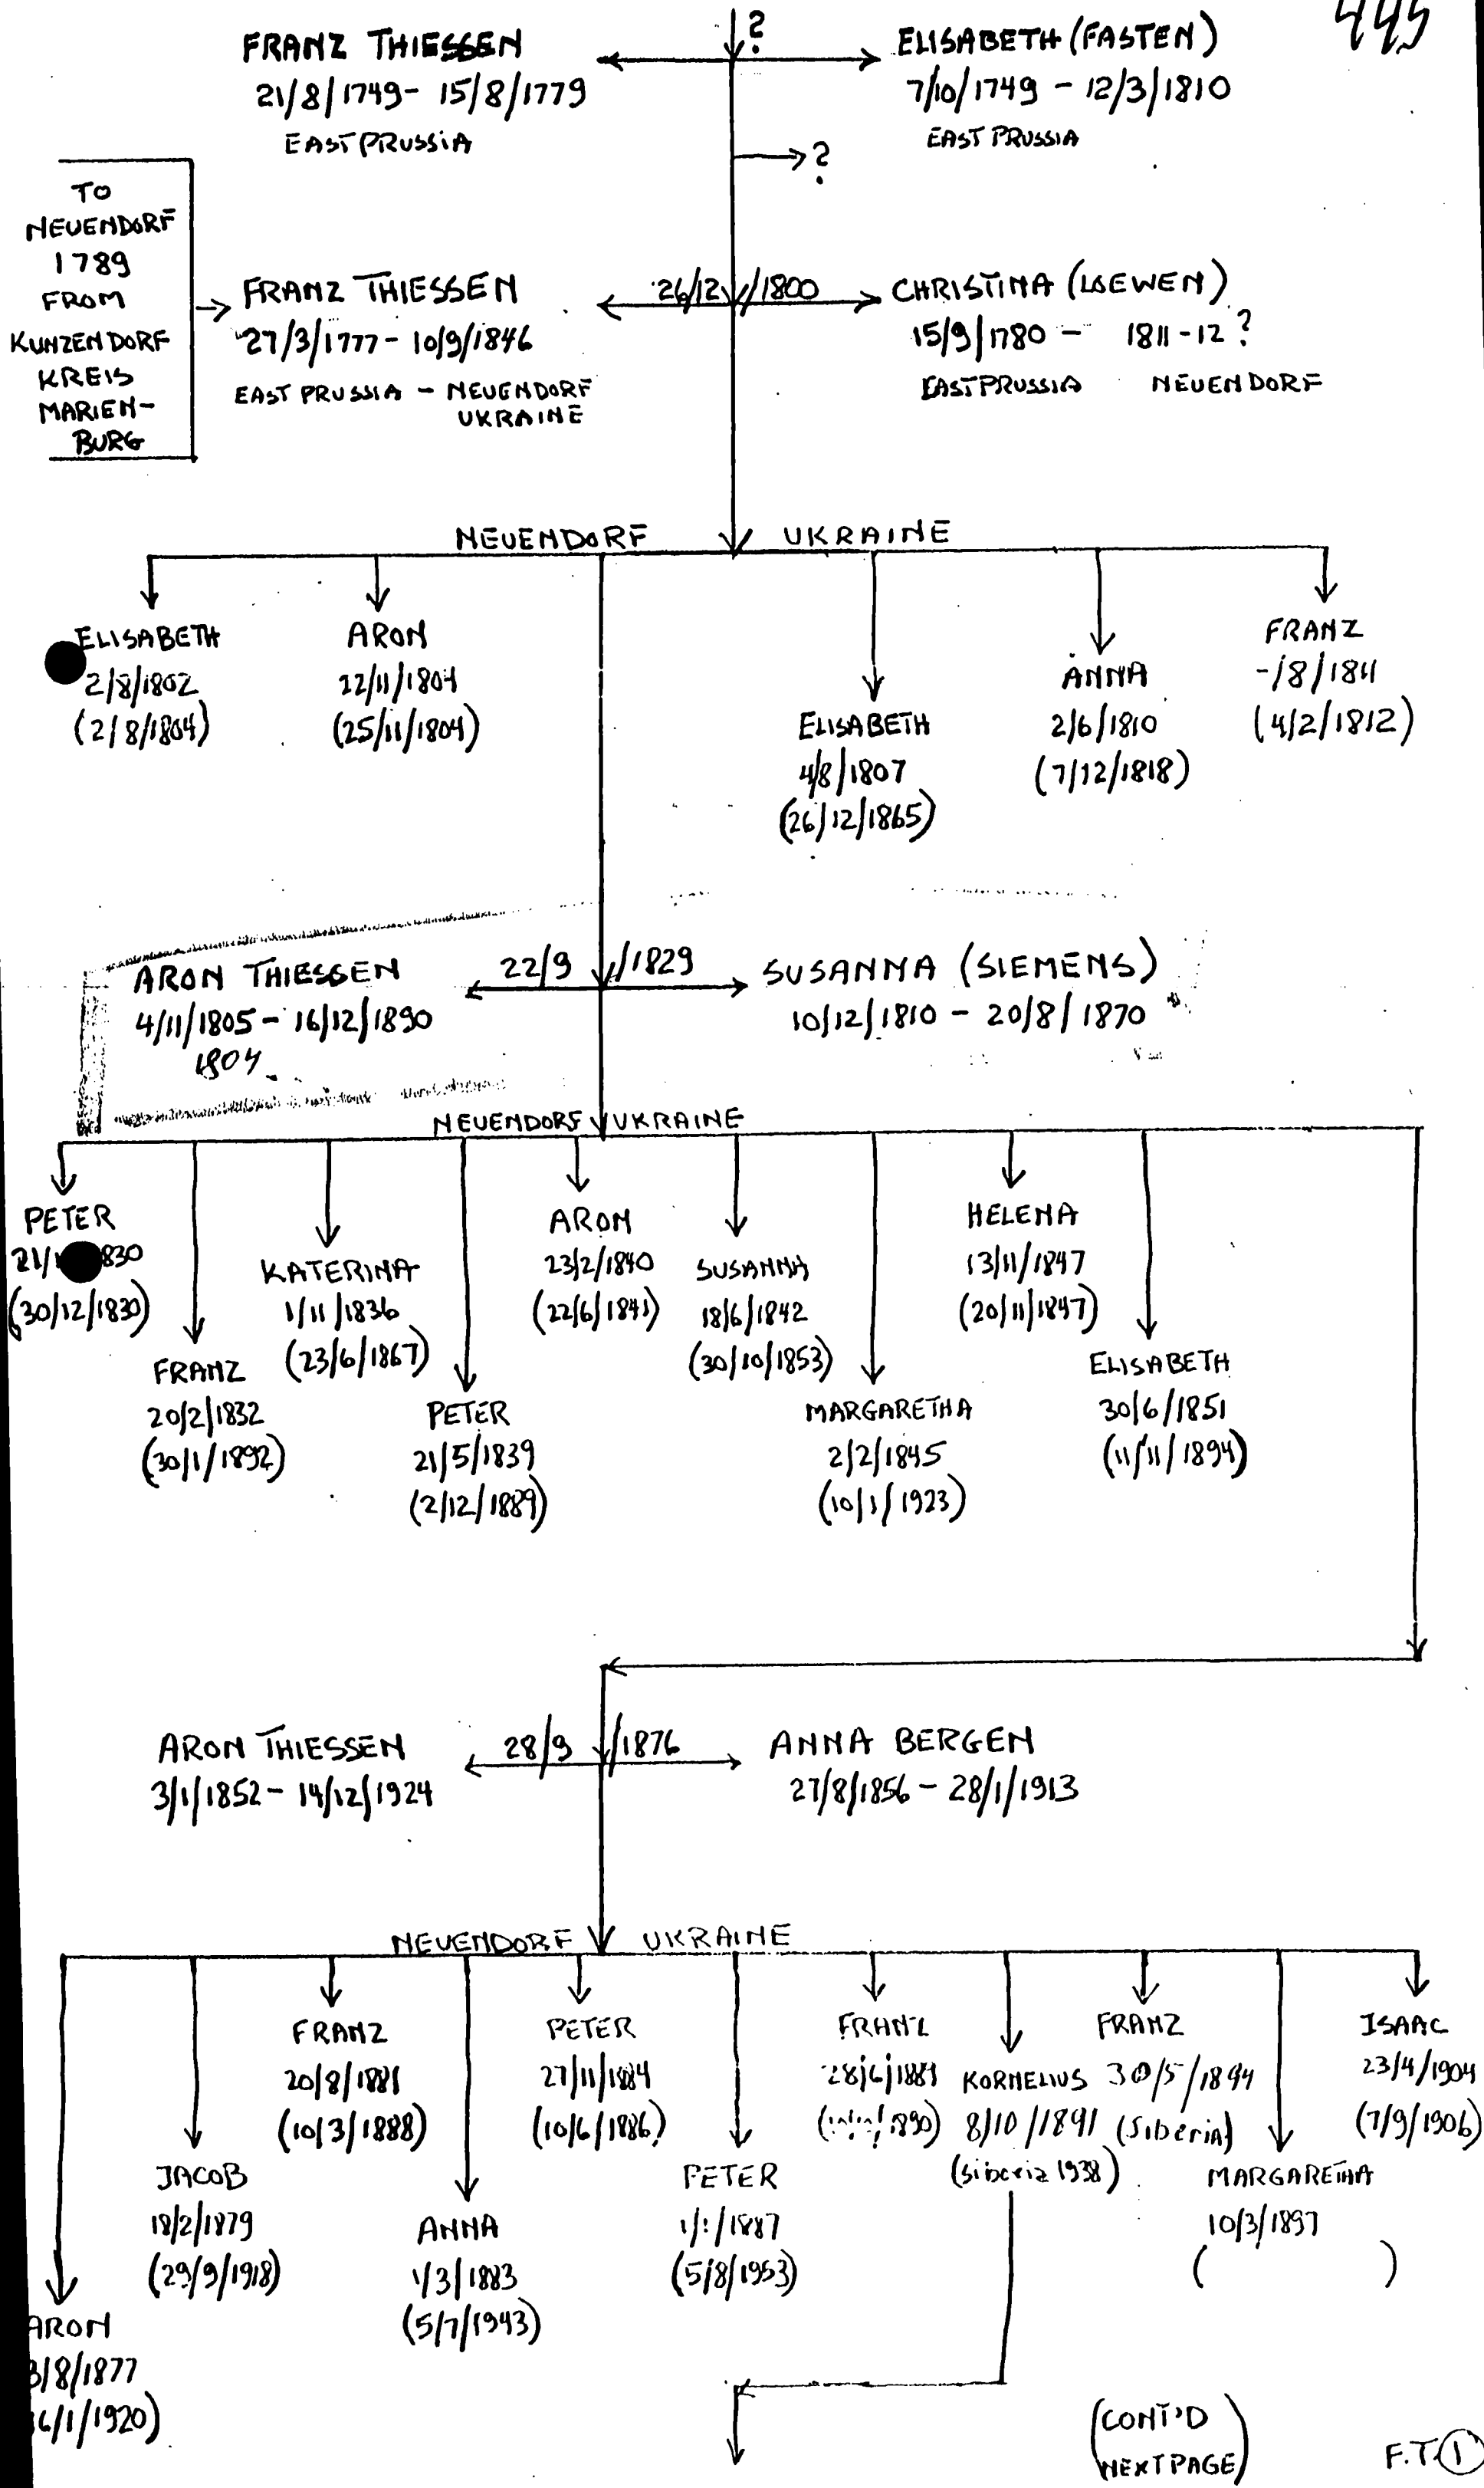 445
?
FRANZ THIESSEN
21/8/1749 - 15/8/1779
EAST PRUSSIA
ELISABETH (FASTEN)
7/10/1749 - 12/3/1810
EAST PRUSSIA
?
TO
NEUENDORF
1789
FROM
KUNZENDORF
KREIS
MARIEN-
BURG
FRANZ THIESSEN
27/3/1777 - 10/9/1846
EAST PRUSSIA - NEUENDORF
UKRAINE
26/12/1800
CHRISTINA (LOEWEN)
15/9/1780 - 1811-12 ?
EAST PRUSSIA NEUENDORF
NEUENDORF UKRAINE
ELISABETH
2/8/1802
(2/8/1804)
ARON
22/11/1804
(25/11/1804)
ELISABETH
4/8/1807
(26/12/1865)
ANNA
2/6/1810
(7/12/1818)
FRANZ
-/8/1811
(4/2/1812)
ARON THIESSEN
4/11/1805 - 16/12/1890
1804
22/9/1829
SUSANNA (SIEMENS)
10/12/1810 - 20/8/1870
NEUENDORF UKRAINE
PETER
21/ 830
(30/12/1830)
FRANZ
20/2/1832
(30/1/1892)
KATERINA
1/11/1836
(23/6/1867)
PETER
21/5/1839
(2/12/1889)
ARON
23/2/1840
(22/6/1841)
SUSANNA
18/6/1842
(30/10/1853)
MARGARETHA
2/2/1845
(10/1/1923)
HELENA
13/11/1847
(20/11/1847)
ELISABETH
30/6/1851
(11/11/1894)
ARON THIESSEN
3/1/1852 - 14/12/1924
28/9/1876
ANNA BERGEN
27/8/1856 - 28/1/1913
NEUENDORF UKRAINE
ARON
3/8/1877
6/1/1920)
JACOB
18/2/1879
(29/9/1918)
FRANZ
20/8/1881
(10/3/1888)
ANNA
1/3/1883
(5/7/1943)
PETER
27/11/1884
(10/6/1886)
PETER
1/1/1887
(5/8/1953)
FRANZ
1890)
KORNELIUS
8/10/1891
(Siberia 1938)
FRANZ
30/5/1894
(Siberia)
MARGARETHA
10/3/1897
( )
ISAAC
23/4/1904
(7/9/1906)
(CONT'D
NEXT PAGE)
F.T. 1